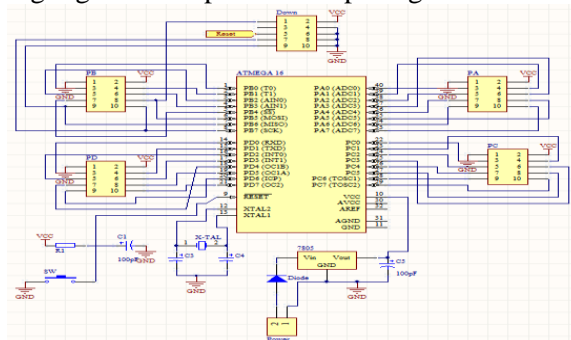 Down
VCC
Reset
1 2
3 4
5 6
7 8
9 10
GND
ATMEGA 16
PB
VCC
1 2
3 4
5 6
7 8
9 10
GND
PB0 (T0)
PB1 (T1)
PB2 (AIN0)
PB3 (AIN1)
PB4 (SS)
PB5 (MOSI)
PB6 (MISO)
PB7 (SCK)
PA0 (ADC0)
PA1 (ADC1)
PA2 (ADC2)
PA3 (ADC3)
PA4 (ADC4)
PA5 (ADC5)
PA6 (ADC6)
PA7 (ADC7)
40
PA
VCC
1 2
3 4
5 6
7 8
9 10
GND
PD
VCC
1 2
3 4
5 6
7 8
9 10
GND
14
PD0 (RXD)
PD1 (TXD)
PD2 (INT0)
PD3 (INT1)
PD4 (OC1B)
PD5 (OC1A)
PD6 (ICP)
PD7 (OC2)
PC0
PC1
PC2
PC3
PC4
PC5
PC6 (TOSC1)
PC7 (TOSC2)
PC
VCC
1 2
3 4
5 6
7 8
9 10
GND
9
RESET
12
XTAL2
13
XTAL1
VCC
10
AVCC
AREF
AGND
31
GND
11
VCC
R1
C1
100pF
GND
SW
GND
X-TAL
1 2
C3
C4
GND
7805
Vin Vout
GND
Diode
GND
C5
100pF
2 1
Power